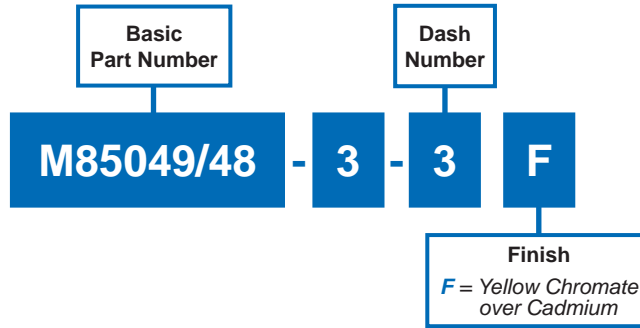 Basic
Part Number
Dash
Number
M85049/48 - 3 - 3 F
Finish
F = Yellow Chromate
over Cadmium